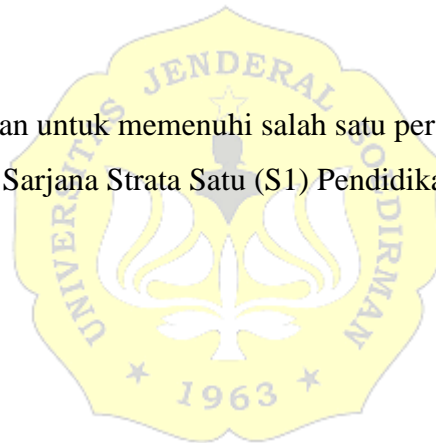 UNIVERSITAS JENDERAL SOEDIRMAN
an untuk memenuhi salah satu per
Sarjana Strata Satu (S1) Pendidika
1963